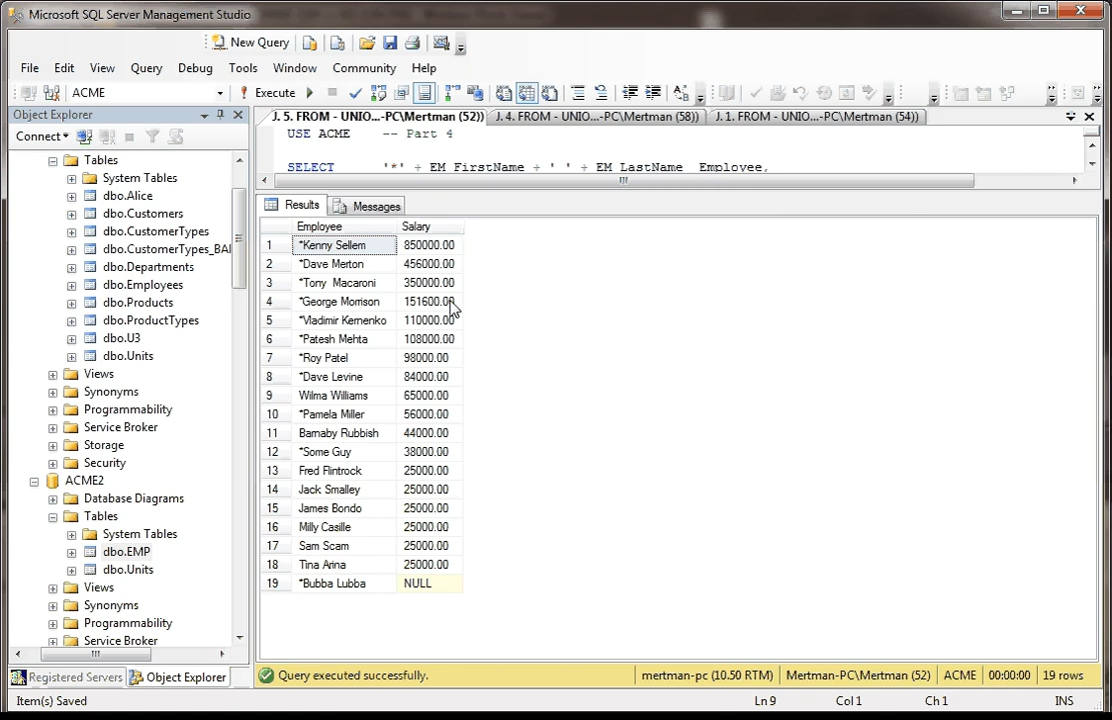 Microsoft SQL Server Management Studio
New Query
File Edit View Query Debug Tools Window Community Help
ACME Execute
Object Explorer
Connect
Tables
System Tables
dbo.Alice
dbo.Customers
dbo.CustomerTypes
dbo.CustomerTypes_BA
dbo.Departments
dbo.Employees
dbo.Products
dbo.ProductTypes
dbo.U3
dbo.Units
Views
Synonyms
Programmability
Service Broker
Storage
Security
ACME2
Database Diagrams
Tables
System Tables
dbo.EMP
dbo.Units
Views
Synonyms
Programmability
Service Broker
Registered Servers Object Explorer
J. 5. FROM - UNIO...-PC\Mertman (52)) J. 4. FROM - UNIO...-PC\Mertman (58)) J. 1. FROM - UNIO...-PC\Mertman (54))
USE ACME -- Part 4
SELECT '*' + EM FirstName + ' ' + EM LastName Employee,
Results Messages
Employee Salary
1 *Kenny Sellem 850000.00
2 *Dave Merton 456000.00
3 *Tony Macaroni 350000.00
4 *George Morrison 151600.00
5 *Vladimir Kernenko 110000.00
6 *Patesh Mehta 108000.00
7 *Roy Patel 98000.00
8 *Dave Levine 84000.00
9 Wilma Williams 65000.00
10 *Pamela Miller 56000.00
11 Barnaby Rubbish 44000.00
12 *Some Guy 38000.00
13 Fred Flintrock 25000.00
14 Jack Smalley 25000.00
15 James Bondo 25000.00
16 Milly Casille 25000.00
17 Sam Scam 25000.00
18 Tina Arina 25000.00
19 *Bubba Lubba NULL
Query executed successfully. mertman-pc (10.50 RTM) Mertman-PC\Mertman (52) ACME 00:00:00 19 rows
Item(s) Saved Ln 9 Col 1 Ch 1 INS